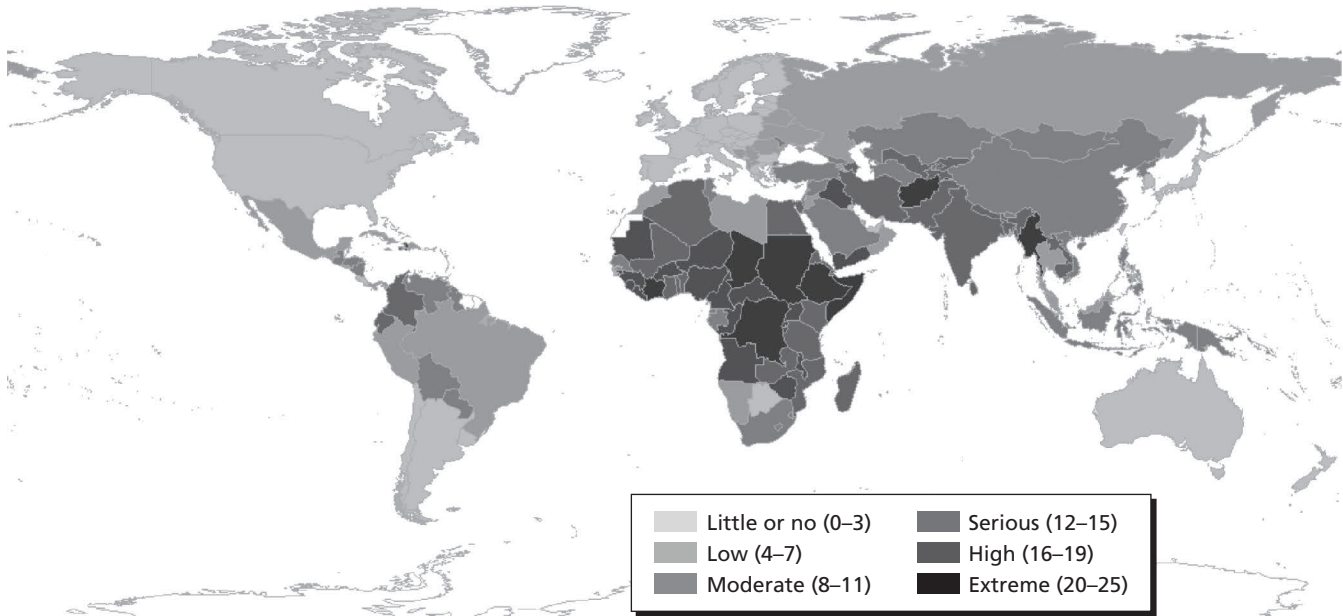 Little or no (0–3)
Low (4–7)
Moderate (8–11)
Serious (12–15)
High (16–19)
Extreme (20–25)